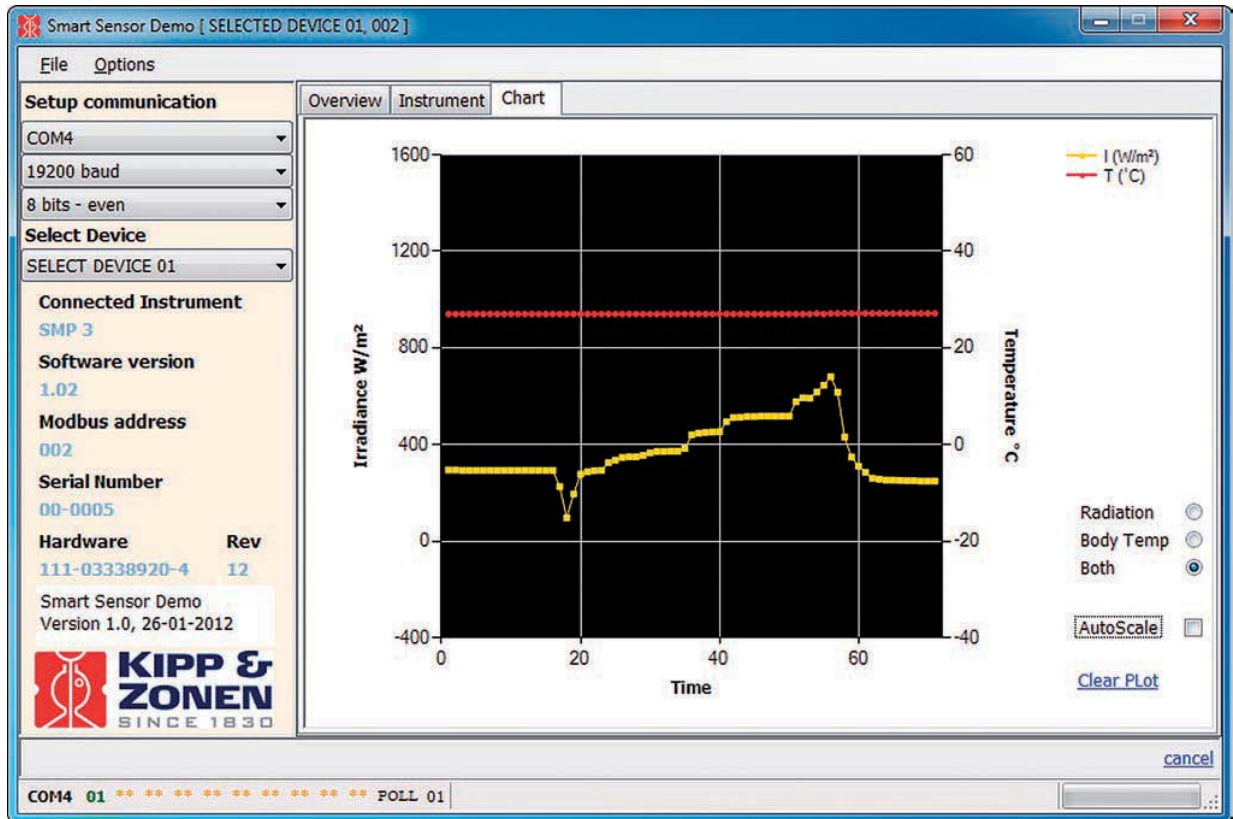 Smart Sensor Demo [ SELECTED DEVICE 01, 002 ]
File Options
Setup communication
COM4
19200 baud
8 bits - even
Select Device
SELECT DEVICE 01
Connected Instrument
SMP 3
Software version
1.02
Modbus address
002
Serial Number
00-0005
Hardware Rev
111-03338920-4 12
Smart Sensor Demo
Version 1.0, 26-01-2012
KIPP &
ZONEN
SINCE 1830
Overview Instrument Chart
1600
1200
800
400
0
-400
Irradiance W/m²
0 20 40 60
Time
60
40
20
0
-20
-40
Temperature °C
I (W/m²)
T (°C)
Radiation
Body Temp
Both
AutoScale
Clear PLot
cancel
COM4 01 ** ** ** ** ** ** ** ** ** POLL 01